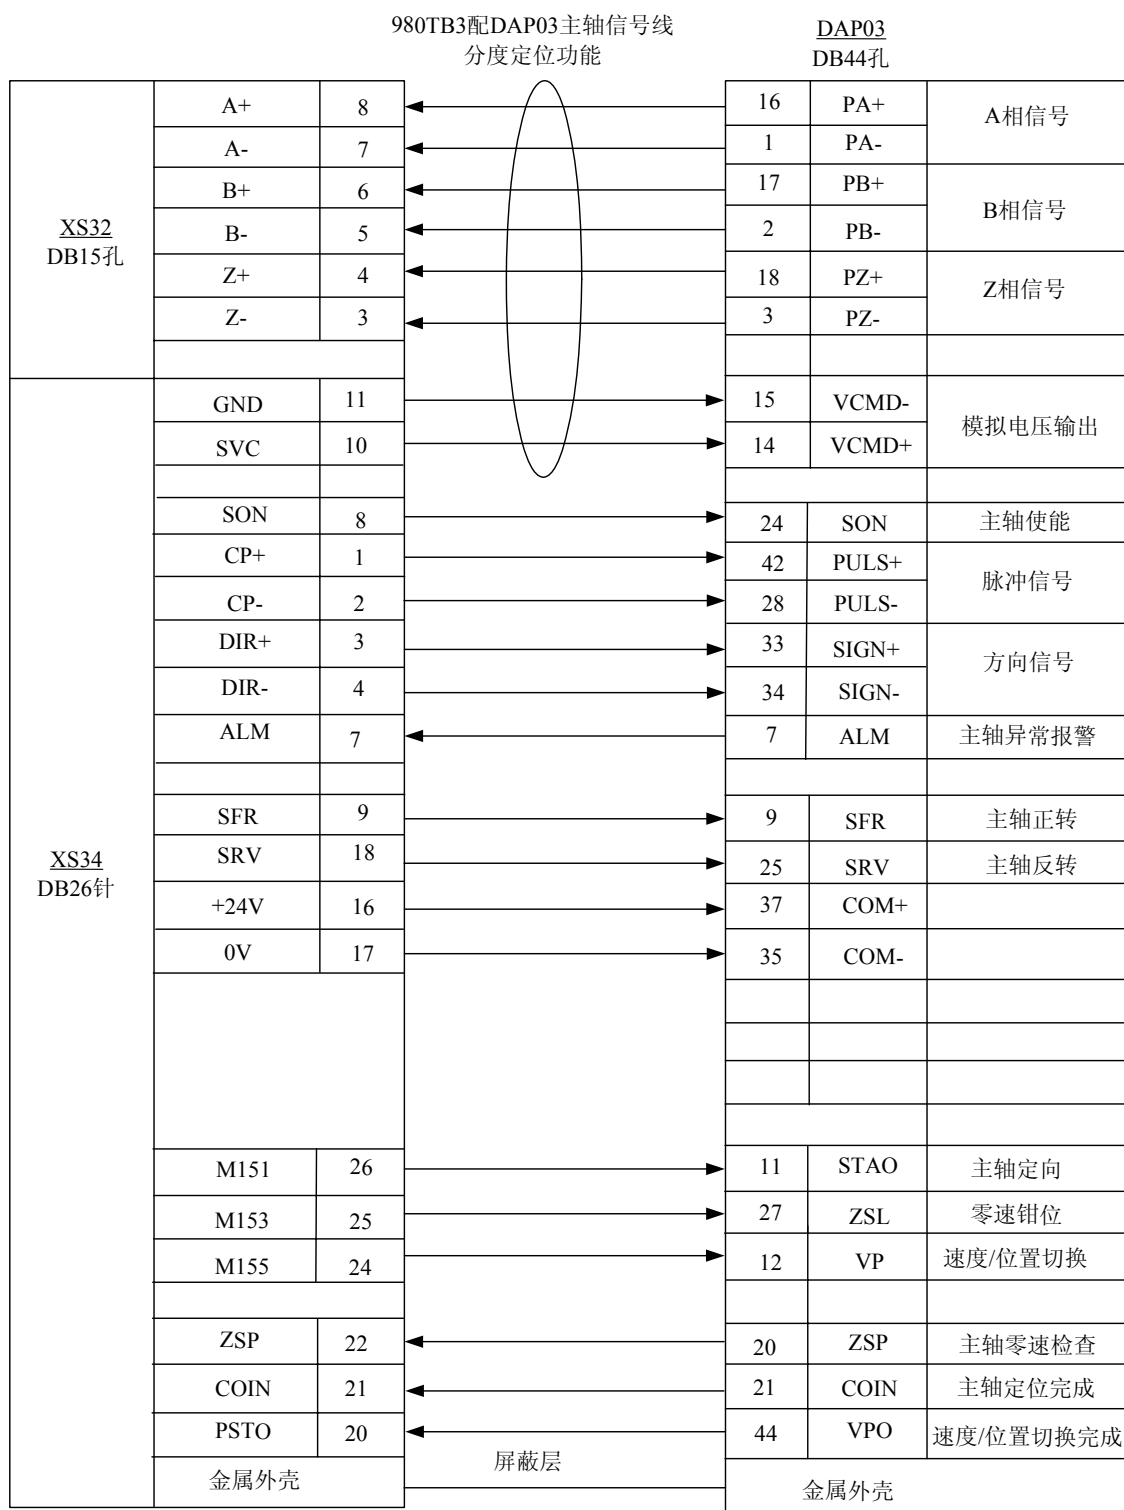 980TB3配DAP03主轴信号线
分度定位功能
DAP03
DB44孔
XS32
DB15孔
A+ 8 16 PA+ A相信号
A- 7 1 PA-
B+ 6 17 PB+ B相信号
B- 5 2 PB-
Z+ 4 18 PZ+ Z相信号
Z- 3 3 PZ-
XS34
DB26针
GND 11 15 VCMD- 模拟电压输出
SVC 10 14 VCMD+
SON 8 24 SON 主轴使能
CP+ 1 42 PULS+ 脉冲信号
CP- 2 28 PULS-
DIR+ 3 33 SIGN+ 方向信号
DIR- 4 34 SIGN-
ALM 7 7 ALM 主轴异常报警
SFR 9 9 SFR 主轴正转
SRV 18 25 SRV 主轴反转
+24V 16 37 COM+
0V 17 35 COM-
M151 26 11 STAO 主轴定向
M153 25 27 ZSL 零速钳位
M155 24 12 VP 速度/位置切换
ZSP 22 20 ZSP 主轴零速检查
COIN 21 21 COIN 主轴定位完成
PSTO 20 44 VPO 速度/位置切换完成
金属外壳 屏蔽层 金属外壳